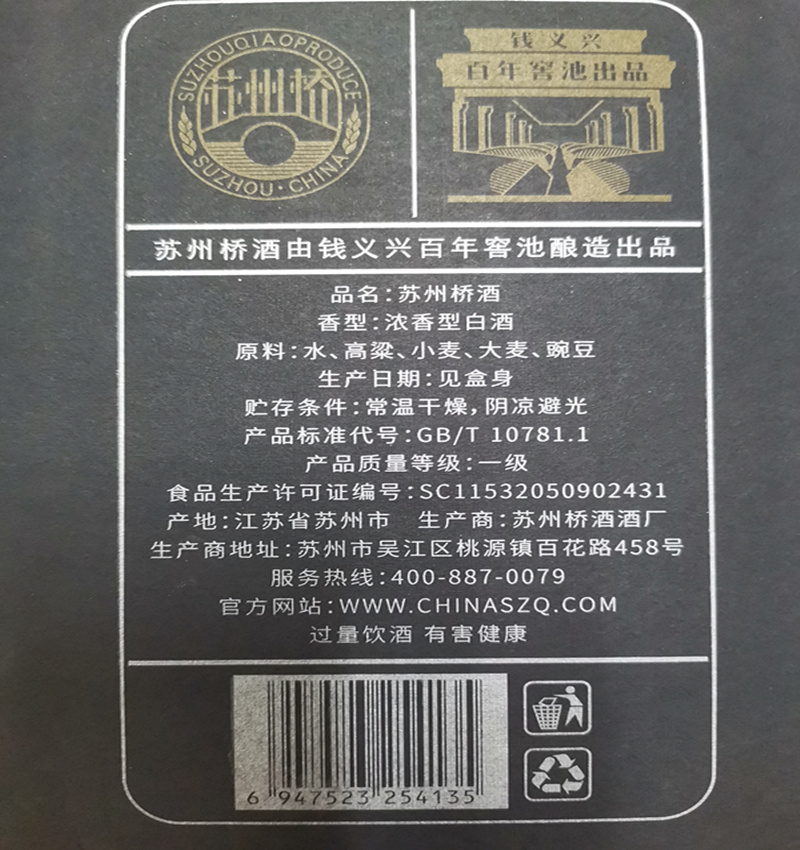 SUZHOUQIAOPRODUCE
苏州桥
SUZHOU·CHINA
钱义兴
百年窖池出品
苏州桥酒由钱义兴百年窖池酿造出品
品名:苏州桥酒
香型:浓香型白酒
原料:水、高粱、小麦、大麦、豌豆
生产日期:见盒身
贮存条件:常温干燥,阴凉避光
产品标准代号:GB/T 10781.1
产品质量等级:一级
食品生产许可证编号:SC11532050902431
产地:江苏省苏州市 生产商:苏州桥酒酒厂
生产商地址:苏州市吴江区桃源镇百花路458号
服务热线:400-887-0079
官方网站:WWW.CHINASZQ.COM
过量饮酒 有害健康
6 947523 254135